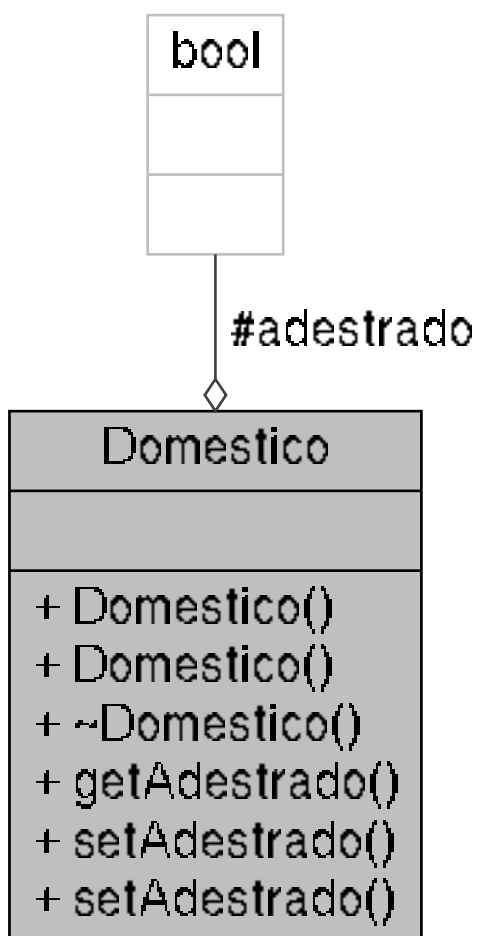 bool
#adestrado
Domestico
+ Domestico()
+ Domestico()
+ ~Domestico()
+ getAdestrado()
+ setAdestrado()
+ setAdestrado()